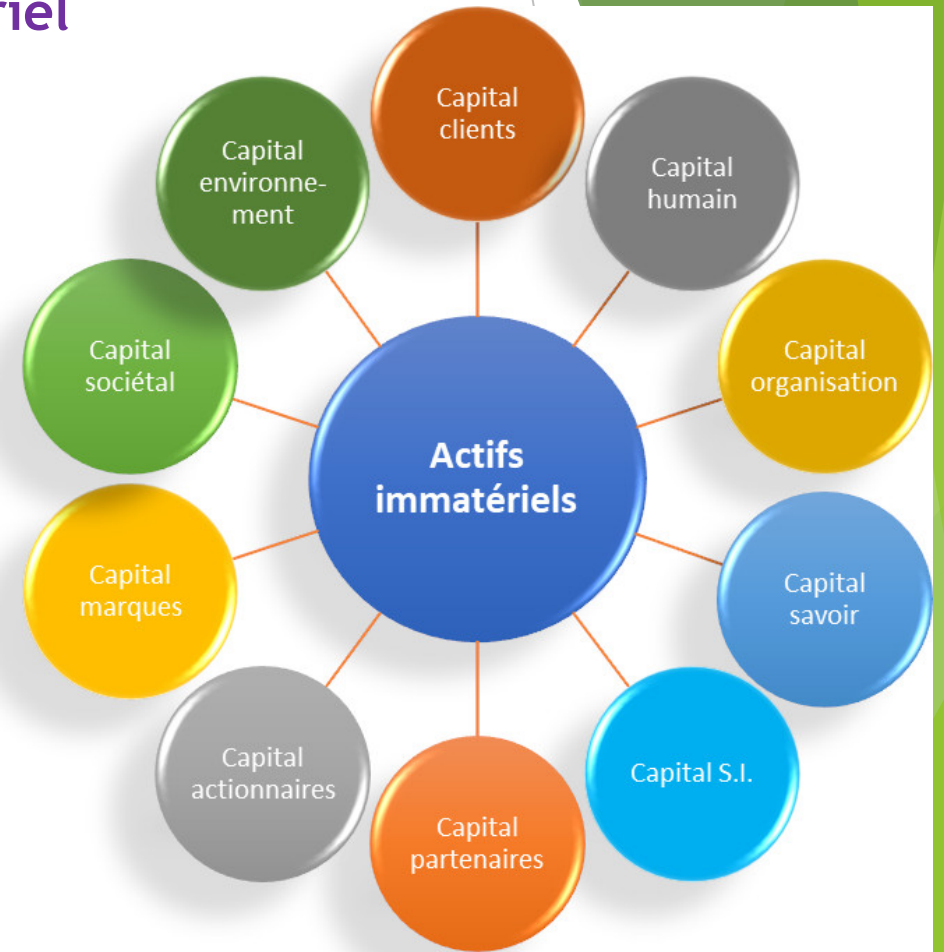 riel
Capital
clients
Capital
humain
Capital
organisation
Capital
savoir
Capital S.I.
Capital
partenaires
Capital
actionnaires
Capital
marques
Capital
sociétal
Capital
environne-
ment
Actifs
immatériels